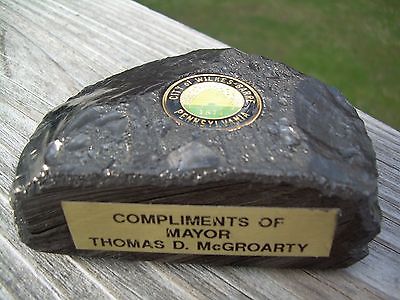 CITY OF WILKES-BARRE
PENNSYLVANIA
COMPLIMENTS OF
MAYOR
THOMAS D. McGROARTY